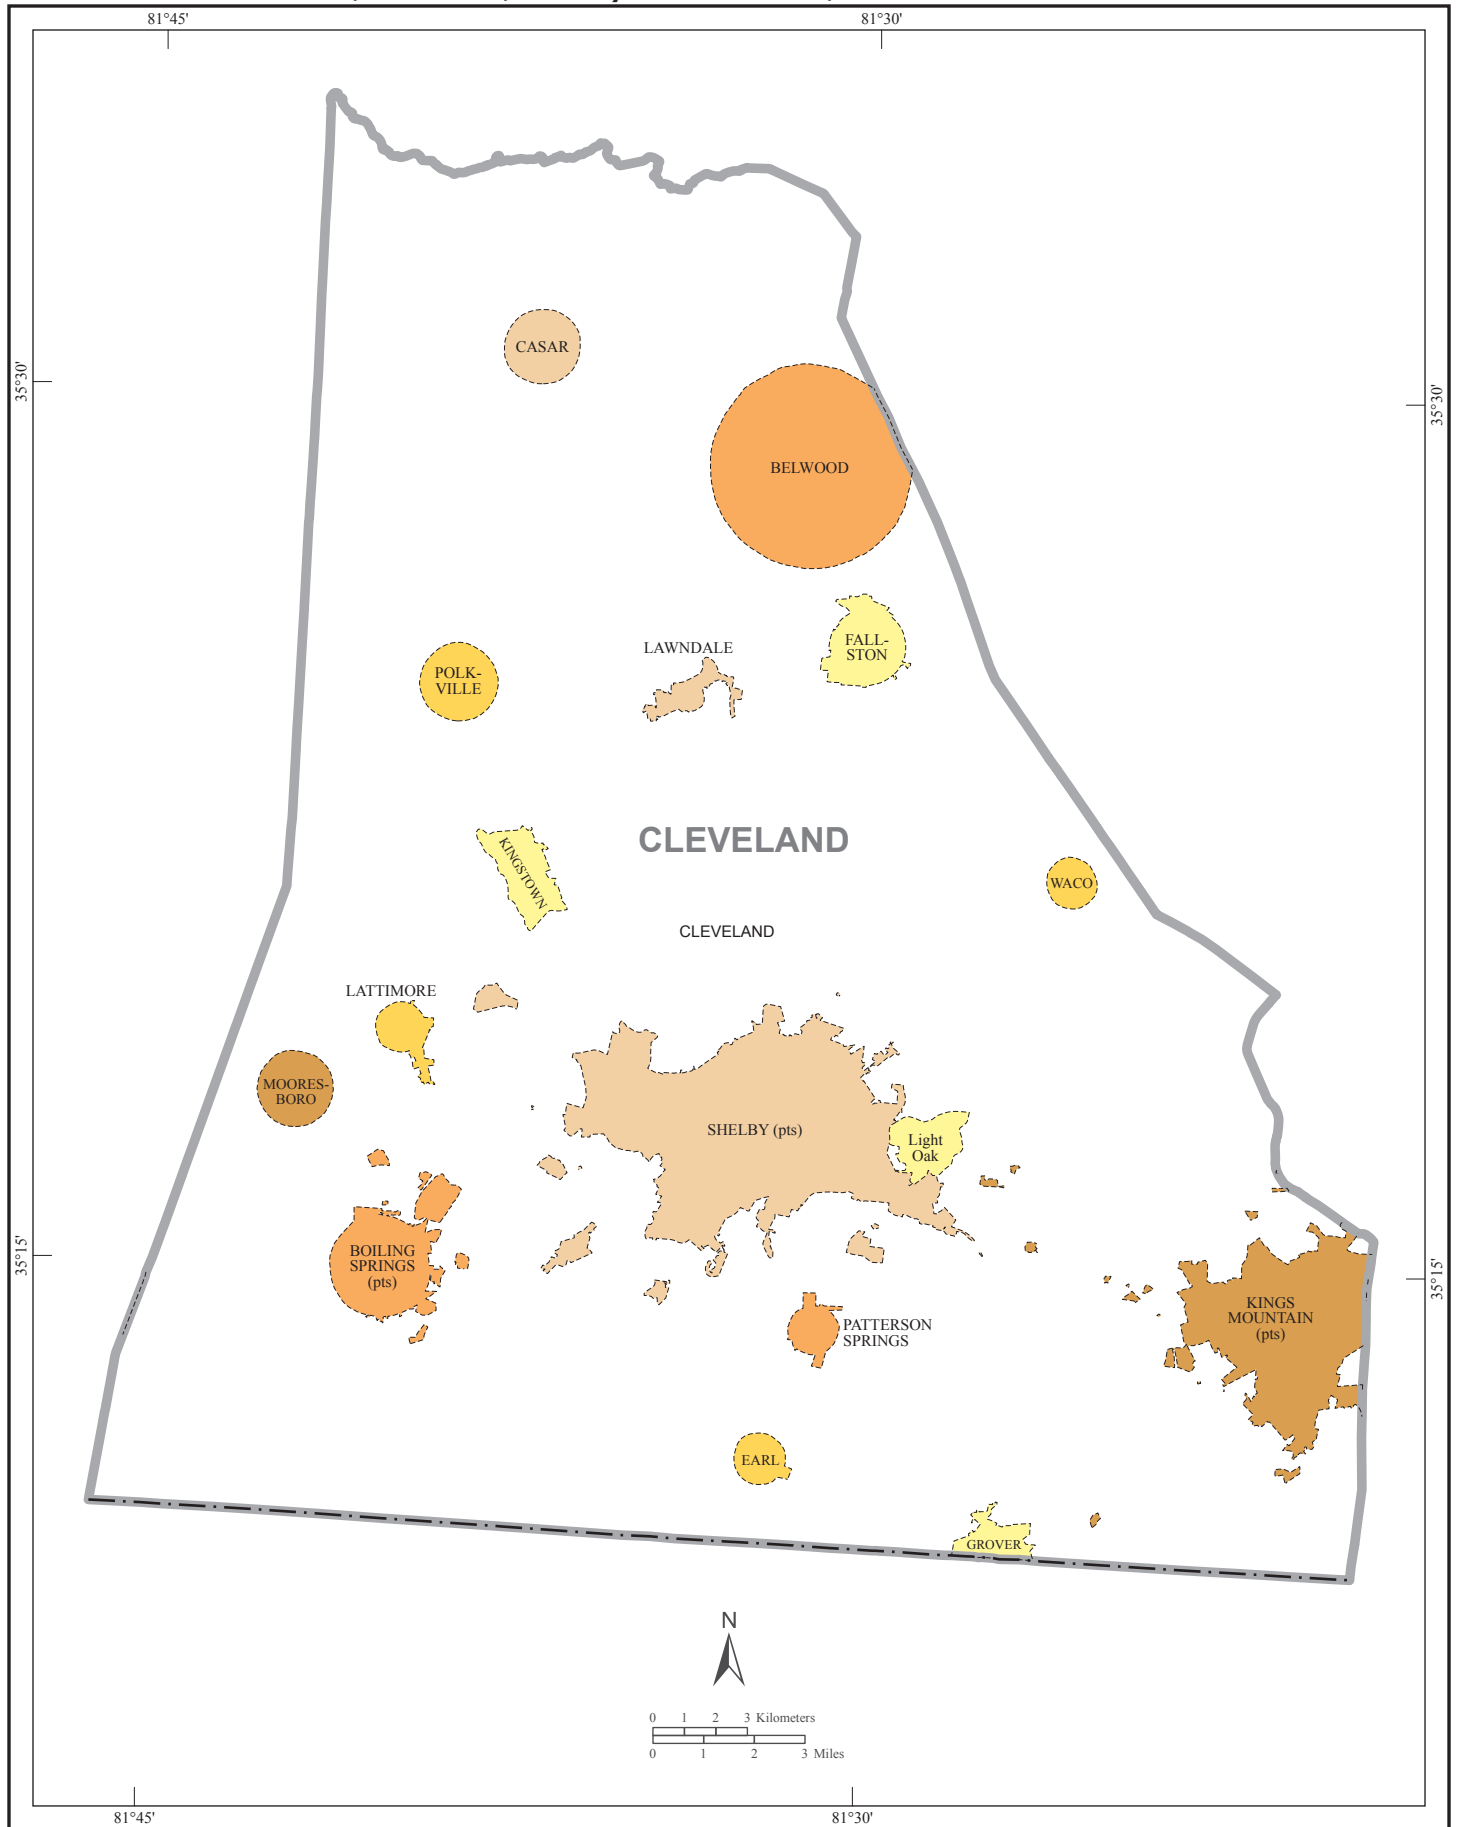 81°45'
81°30'
35°30'
35°30'
CASAR
BELWOOD
FALL-
STON
LAWNDALE
POLK-
VILLE
CLEVELAND
KINGSTOWN
WACO
CLEVELAND
LATTIMORE
MOORES-
BORO
SHELBY (pts)
Light
Oak
35°15'
35°15'
BOILING
SPRINGS
(pts)
KINGS
MOUNTAIN
(pts)
PATTERSON
SPRINGS
EARL
GROVER
N
0 1 2 3 Kilometers
0 1 2 3 Miles
81°45'
81°30'